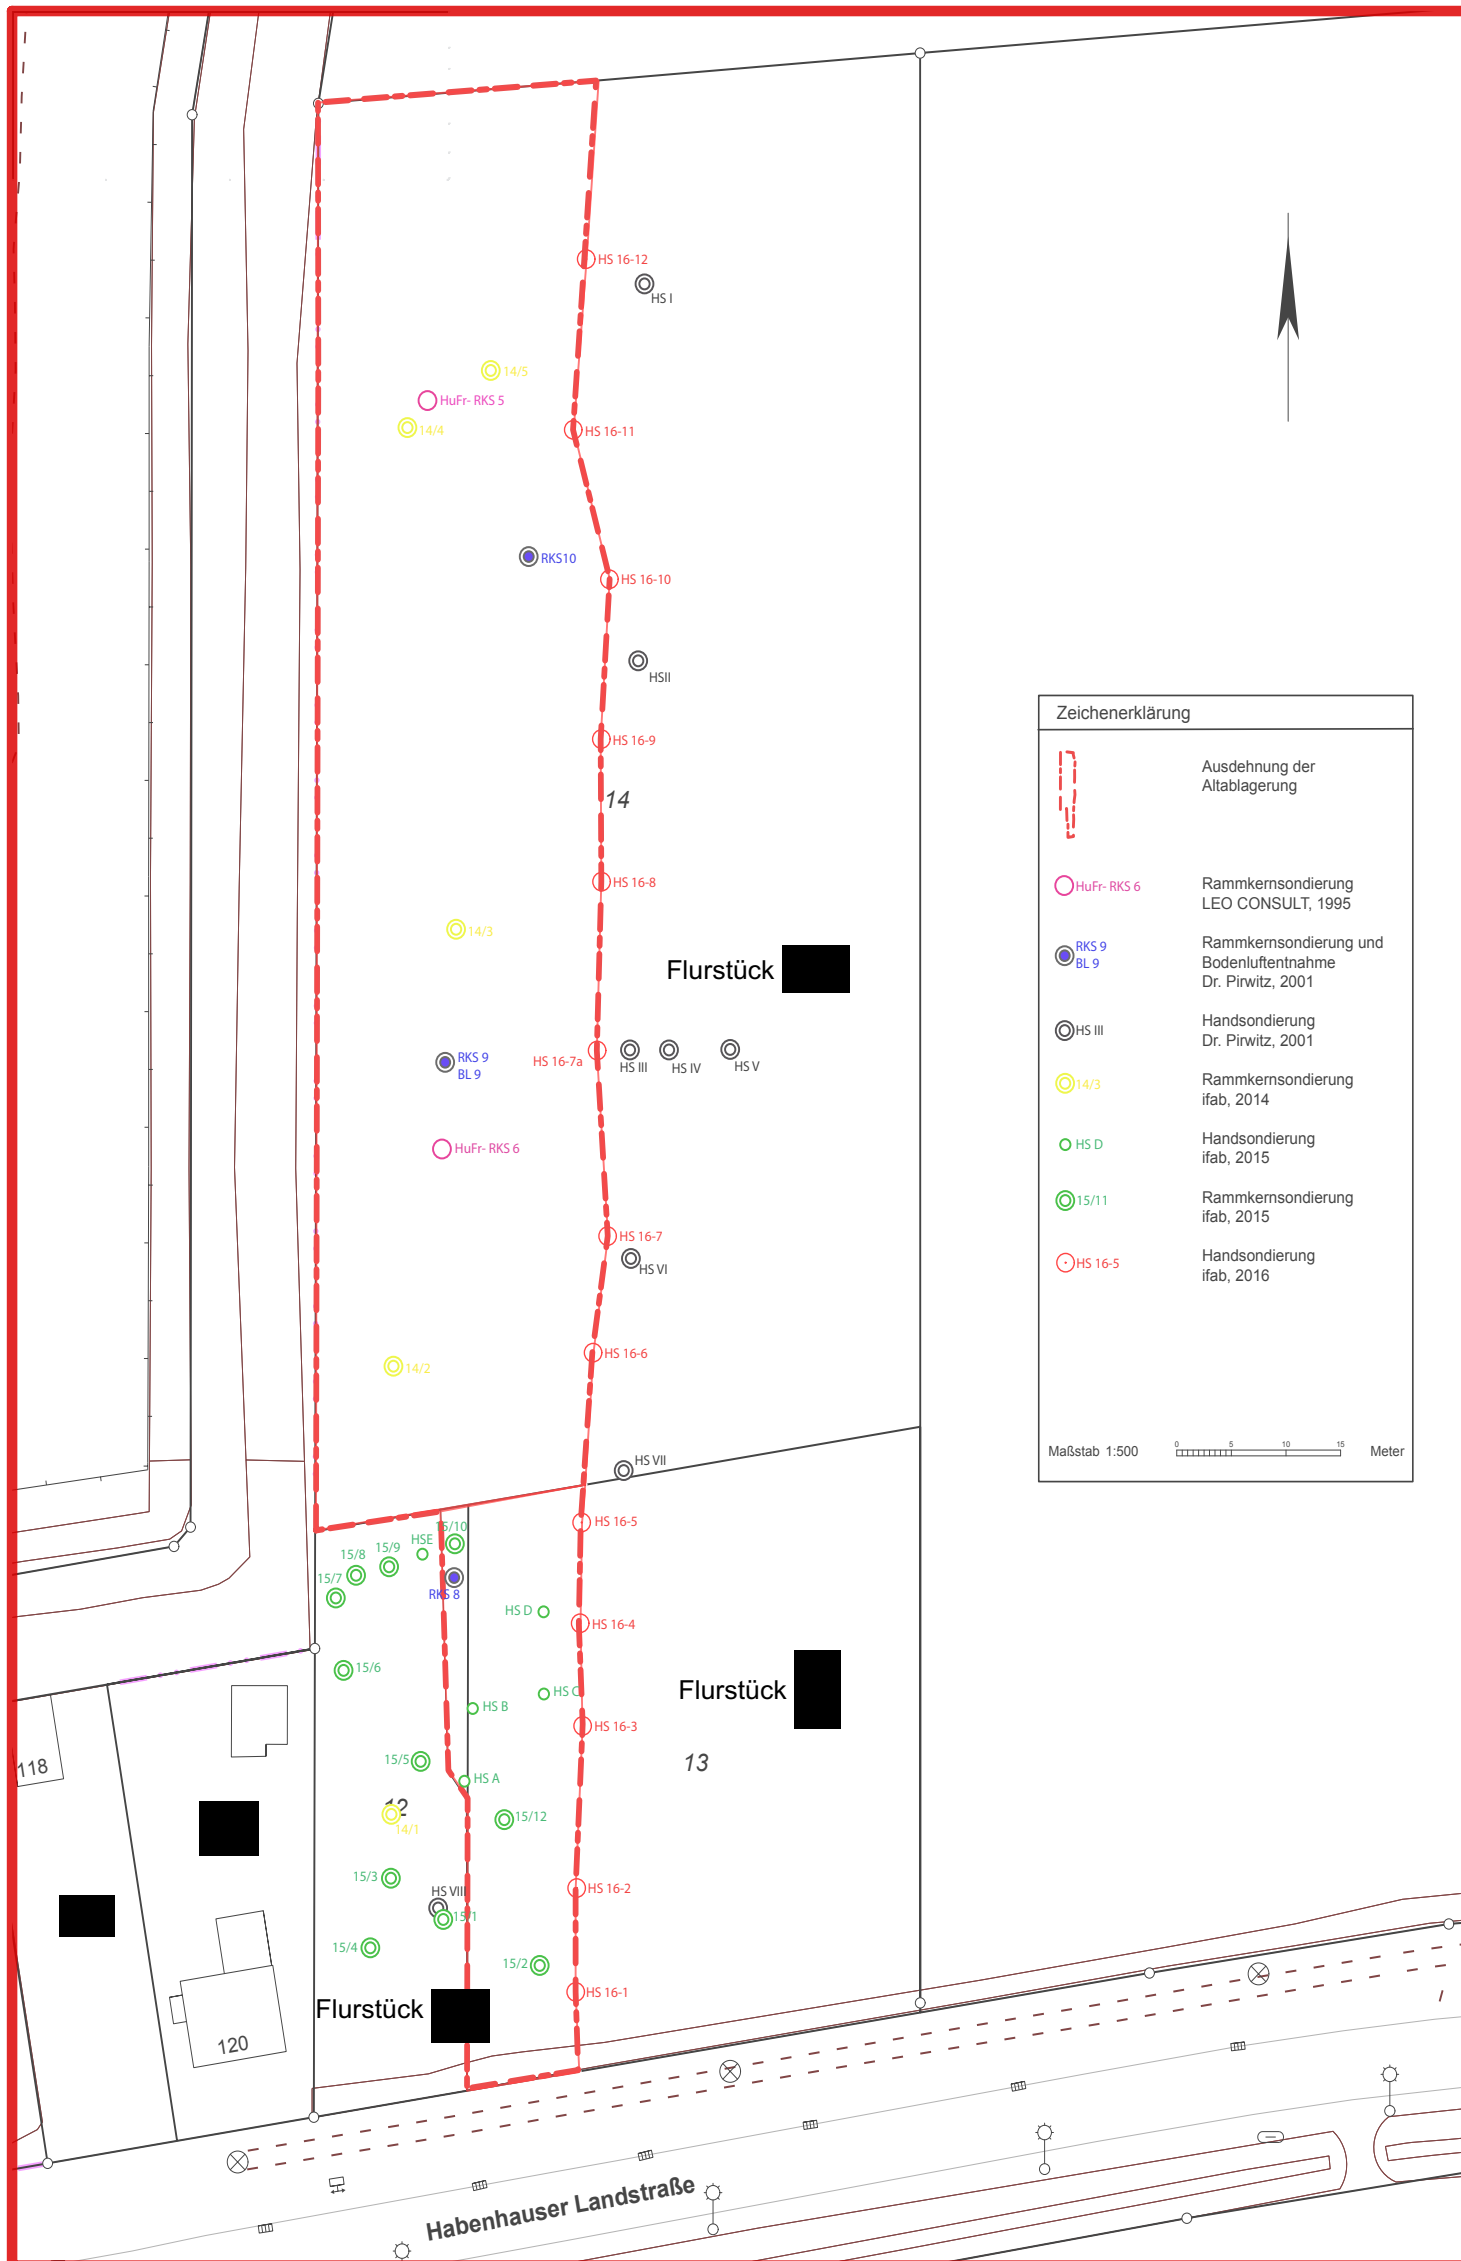 HS 16-12
HS I
14/5
HuFr- RKS 5
14/4
HS 16-11
RKS10
HS 16-10
HSII
HS 16-9
14
HS 16-8
14/3
Flurstück
HS 16-7a
HS III
HS IV
HS V
RKS 9
BL 9
HuFr- RKS 6
HS 16-7
HS VI
HS 16-6
14/2
HS VII
HS 16-5
15/10
HSE
15/9
15/8
15/7
RKS 8
HS D
HS 16-4
15/6
HS C
HS B
HS 16-3
Flurstück
13
15/5
HS A
12
14/1
15/12
118
15/3
HS VIII
15/1
HS 16-2
15/4
15/2
HS 16-1
Flurstück
120
Habenhauser Landstraße
Zeichenerklärung
Ausdehnung der
Altablagerung
HuFr- RKS 6
Rammkernsondierung
LEO CONSULT, 1995
RKS 9
BL 9
Rammkernsondierung und
Bodenluftentnahme
Dr. Pirwitz, 2001
HS III
Handsondierung
Dr. Pirwitz, 2001
14/3
Rammkernsondierung
ifab, 2014
HS D
Handsondierung
ifab, 2015
15/11
Rammkernsondierung
ifab, 2015
HS 16-5
Handsondierung
ifab, 2016
Maßstab 1:500
0 5 10 15 Meter